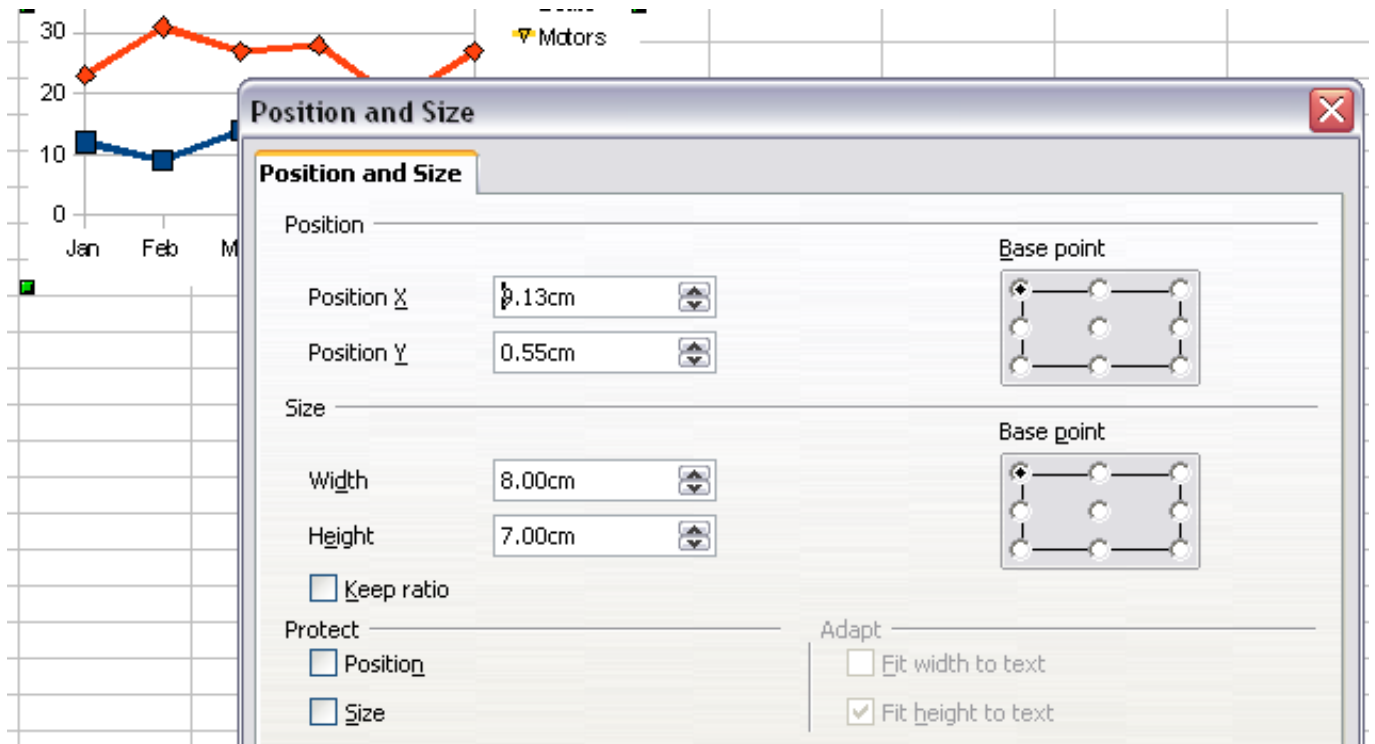 30
Motors
20
Position and Size
10
Position and Size
0
Position
Jan Feb M
Base point
Position X 9.13cm
Position Y 0.55cm
Size
Base point
Width 8.00cm
Height 7.00cm
Keep ratio
Protect Adapt
Position Fit width to text
Size Fit height to text